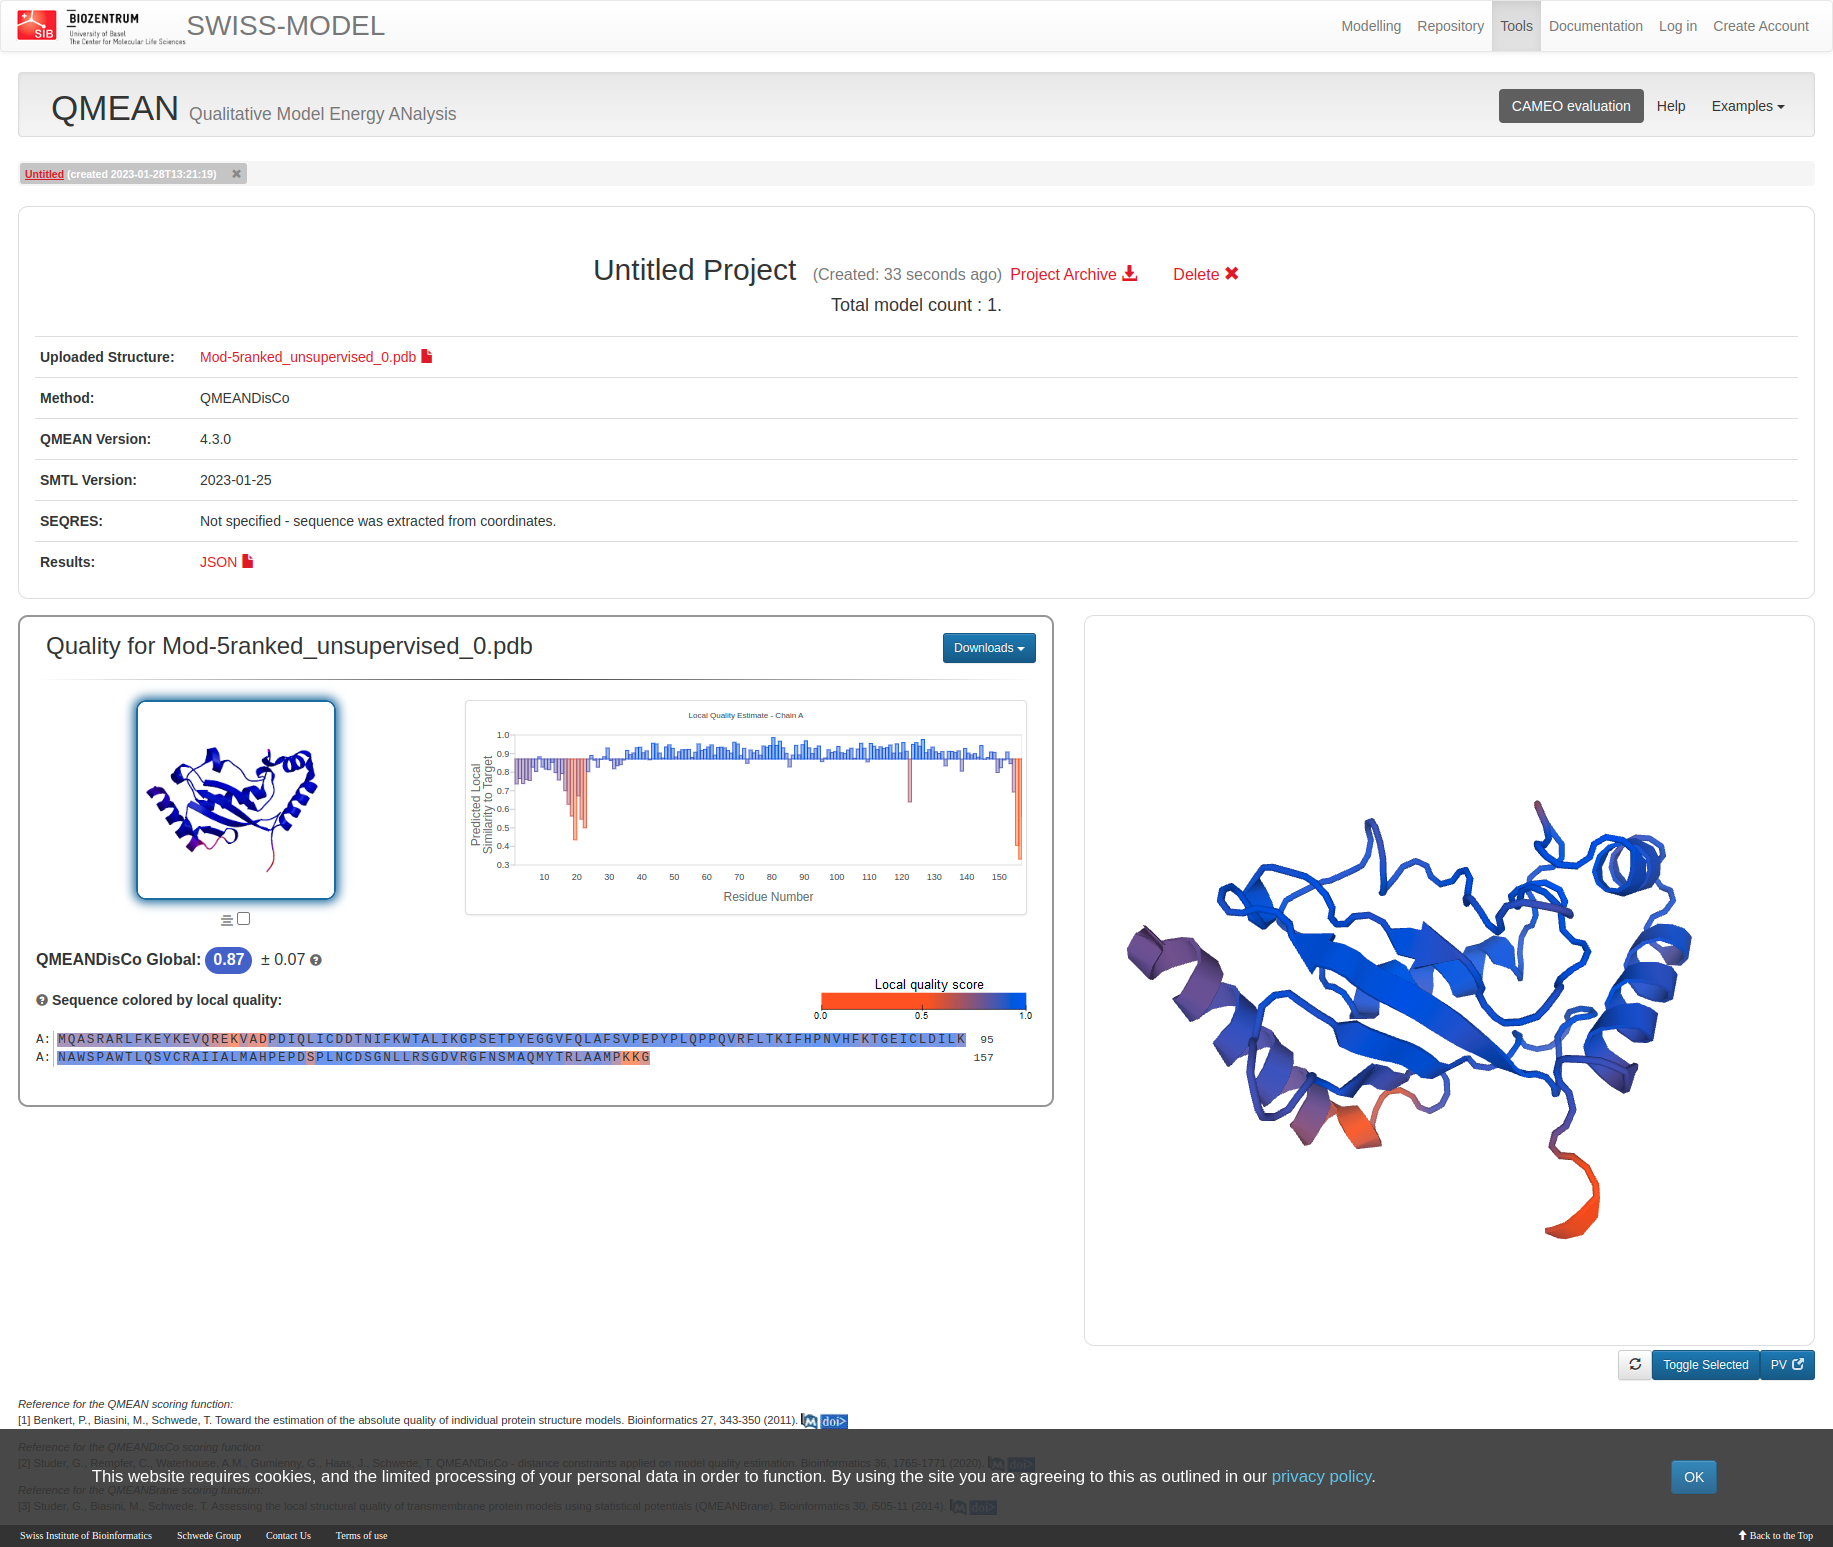 SIB
BIOZENTRUM
University of Basel
The Center for Molecular Life Sciences
SWISS-MODEL
Modelling Repository Tools Documentation Log in Create Account
QMEAN Qualitative Model Energy ANalysis
CAMEO evaluation Help Examples
Untitled (created 2023-01-28T13:21:19)
Untitled Project (Created: 33 seconds ago) Project Archive Delete
Total model count : 1.
Uploaded Structure: Mod-5ranked_unsupervised_0.pdb
Method: QMEANDisCo
QMEAN Version: 4.3.0
SMTL Version: 2023-01-25
SEQRES: Not specified - sequence was extracted from coordinates.
Results: JSON
Quality for Mod-5ranked_unsupervised_0.pdb
Downloads
Local Quality Estimate - Chain A
Predicted Local
Similarity to Target
1.0
0.9
0.8
0.7
0.6
0.5
0.4
0.3
10 20 30 40 50 60 70 80 90 100 110 120 130 140 150
Residue Number
QMEANDisCo Global: 0.87 ± 0.07
Sequence colored by local quality:
Local quality score
0.0 0.5 1.0
A: MQASRARLFKEYKEVQREKVADPDIQLICDDTNIFKWTALIKGPSETPYEGGVFQLAFSVPEPYPLQPPQVRFLTKIFHPNVHFKTGEICLDILK 95
A: NAWSPAWTLQSVCRAIIALMAHPEPDSPLNCDSGNLLRSGDVRGFNSMAQMYTRLAAMPKKG 157
Toggle Selected PV
Reference for the QMEAN scoring function:
[1] Benkert, P., Biasini, M., Schwede, T. Toward the estimation of the absolute quality of individual protein structure models. Bioinformatics 27, 343-350 (2011). doi>
Reference for the QMEANDisCo scoring function:
[2] Studer, G., Rempfer, C., Waterhouse, A.M., Gumienny, G., Haas, J., Schwede, T. QMEANDisCo - distance constraints applied on model quality estimation. Bioinformatics 36, 1765-1771 (2020). doi>
This website requires cookies, and the limited processing of your personal data in order to function. By using the site you are agreeing to this as outlined in our privacy policy.
OK
Reference for the QMEANBrane scoring function:
[3] Studer, G., Biasini, M., Schwede, T. Assessing the local structural quality of transmembrane protein models using statistical potentials (QMEANBrane). Bioinformatics 30, i505-11 (2014). doi>
Swiss Institute of Bioinformatics Schwede Group Contact Us Terms of use Back to the Top